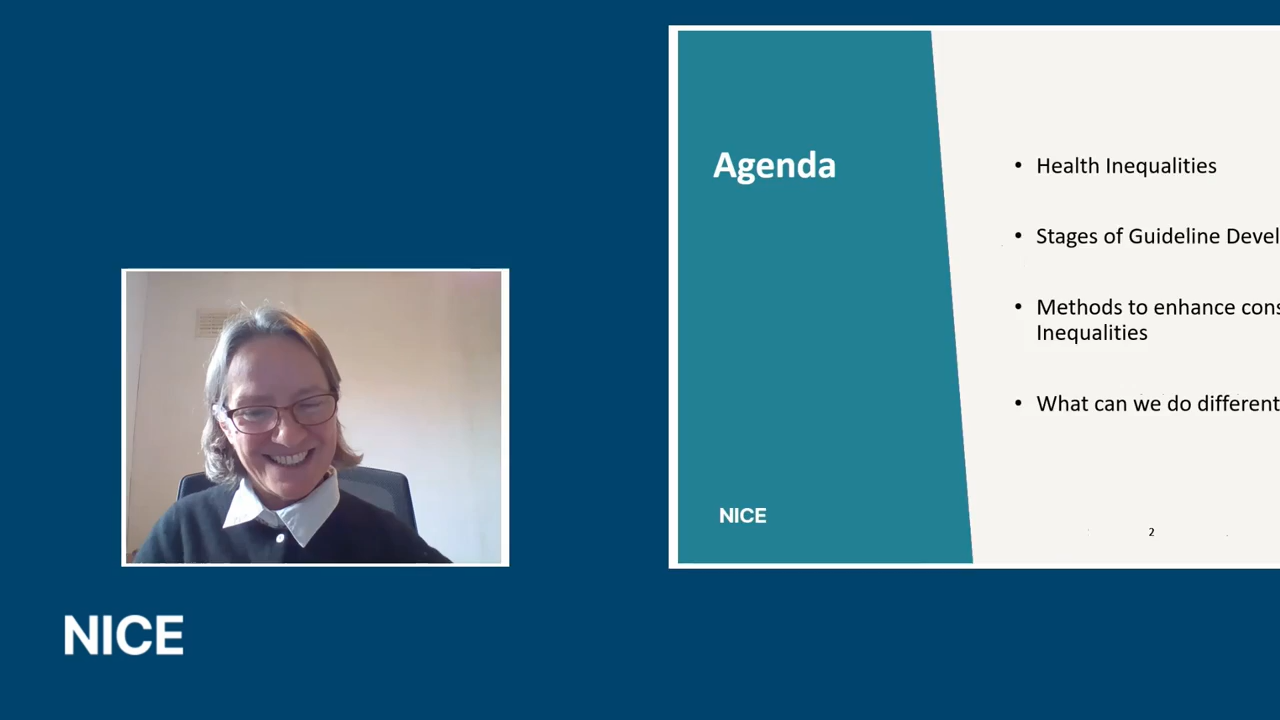 Agenda
• Health Inequalities
• Stages of Guideline Devel
• Methods to enhance cons
Inequalities
• What can we do different
NICE
2
NICE